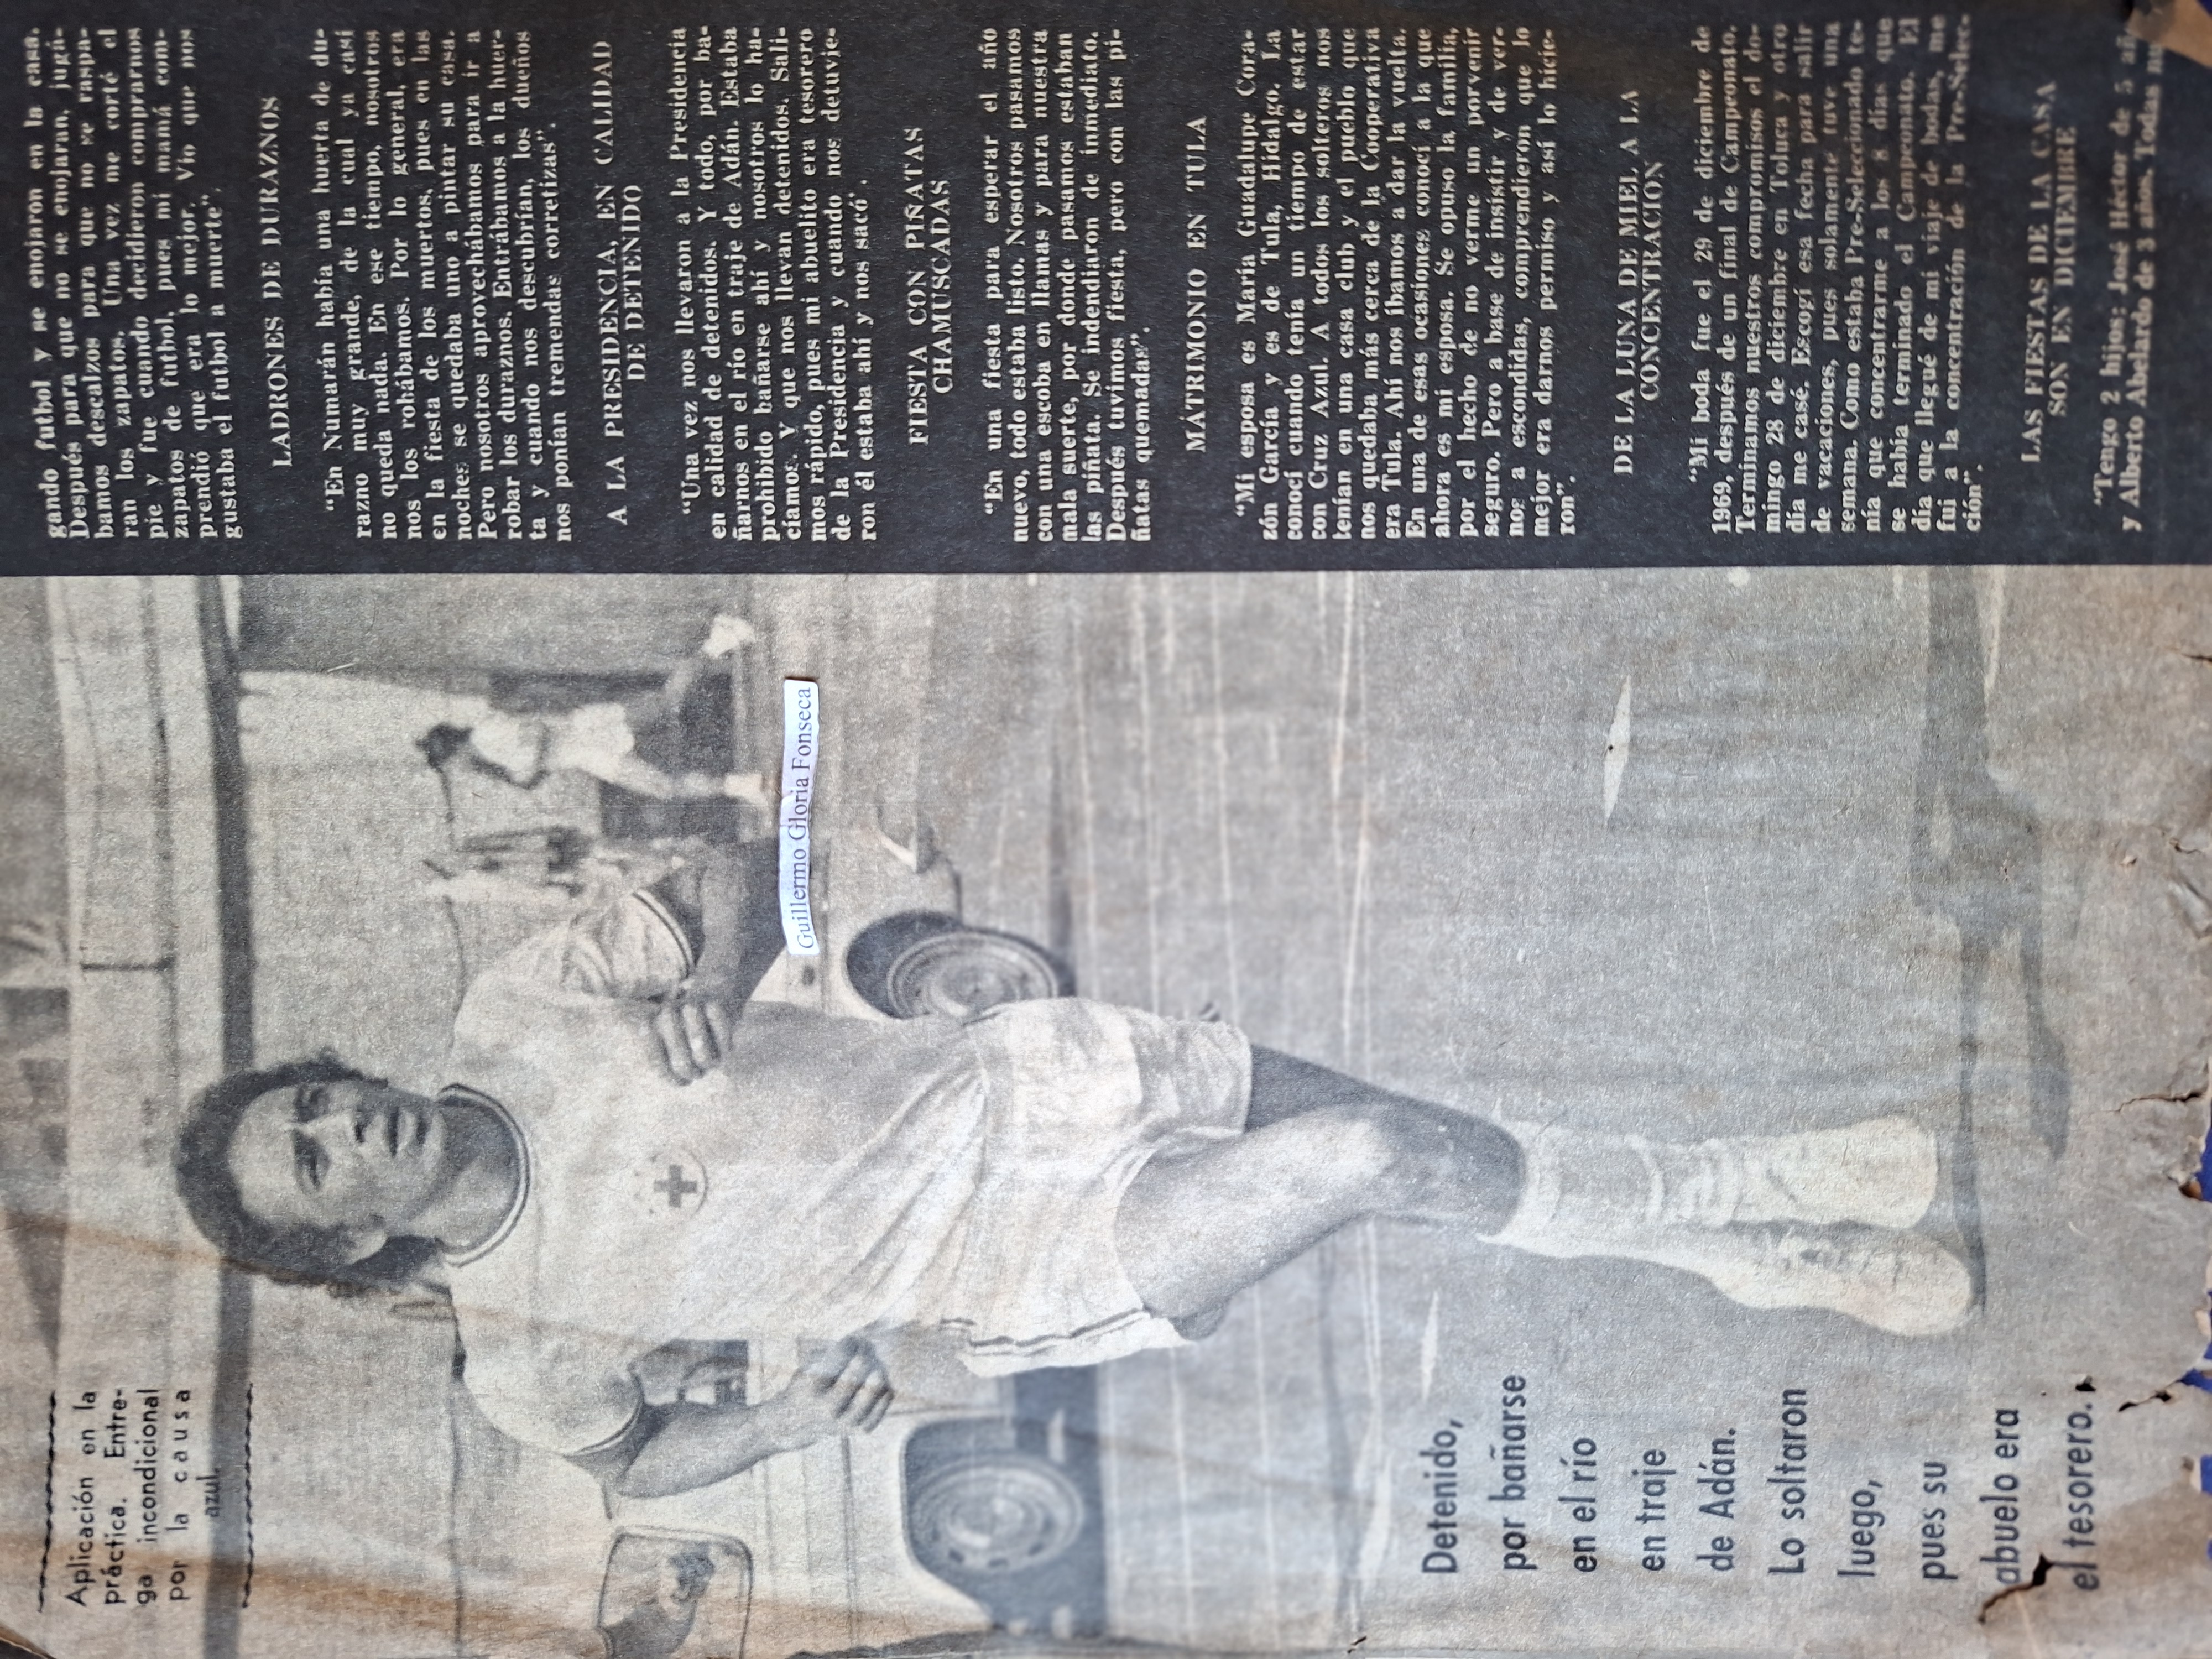 Aplicación en la
práctica. Entre-
ga incondicional
por la causa
azul.
Guillermo Gloria Fonseca
Detenido,
por bañarse
en el río
en traje
de Adán.
Lo soltaron
luego,
pues su
abuelo era
el tesorero.
gando futbol y se enojaron en la casa.
Después para que no se enojaran, jugá-
bamos descalzos para que no se raspa-
ran los zapatos. Una vez me corté el
pie y fue cuando decidieron comprarnos
zapatos de futbol, pues mi mamá com-
prendió que era lo mejor. Vio que nos
gustaba el futbol a muerte".
LADRONES DE DURAZNOS
"En Numarán había una huerta de du-
razno muy grande, de la cual ya casi
no queda nada. En ese tiempo, nosotros
nos los robábamos. Por lo general, era
en la fiesta de los muertos, pues en las
noches se quedaba uno a pintar su casa.
Pero nosotros aprovechábamos para ir a
robar los duraznos. Entrábamos a la huer-
ta y cuando nos descubrían, los dueños
nos ponían tremendas corretizas".
A LA PRESIDENCIA, EN CALIDAD
DE DETENIDO
"Una vez nos llevaron a la Presidencia
en calidad de detenidos. Y todo, por ba-
ñarnos en el río en traje de Adán. Estaba
prohibido bañarse ahí y nosotros lo ha-
cíamos. Y que nos llevan detenidos. Sali-
mos rápido, pues mi abuelito era tesorero
de la Presidencia y cuando nos detuvie-
ron él estaba ahí y nos sacó".
FIESTA CON PIÑATAS
CHAMUSCADAS
"En una fiesta para esperar el año
nuevo, todo estaba listo. Nosotros pasamos
con una escoba en llamas y para nuestra
mala suerte, por donde pasamos estaban
las piñata. Se indendiaron de inmediato.
Después tuvimos fiesta, pero con las pi-
ñatas quemadas".
MATRIMONIO EN TULA
"Mi esposa es María Guadalupe Cora-
zón García y es de Tula, Hidalgo. La
conocí cuando tenía un tiempo de estar
con Cruz Azul. A todos los solteros nos
tenían en una casa club y el pueblo que
nos quedaba más cerca de la Cooperativa
era Tula. Ahí nos íbamos a dar la vuelta.
En una de esas ocasiones conocí a la que
ahora es mi esposa. Se opuso la familia,
por el hecho de no verme un porvenir
seguro. Pero a base de insistir y de ver-
nos a escondidas, comprendieron que lo
mejor era darnos permiso y así lo hicie-
ron".
DE LA LUNA DE MIEL, A LA
CONCENTRACION
"Mi boda fue el 29 de diciembre de
1969, después de un final de Campeonato.
Terminamos nuestros compromisos el do-
mingo 28 de diciembre en Toluca y otro
día me casé. Escogí esa fecha para salir
de vacaciones, pues solamente tuve una
semana. Como estaba Pre-Seleccionado te-
nía que concentrarme a los 8 días que
se había terminado el Campeonato. El
día que llegué de mi viaje de bodas, me
fui a la concentración de la Pre-Selec-
ción".
LAS FIESTAS DE LA CASA
SON EN DICIEMBRE
"Tengo 2 hijos: José Héctor de 5 años
y Alberto Abelardo de 3 años. Todas